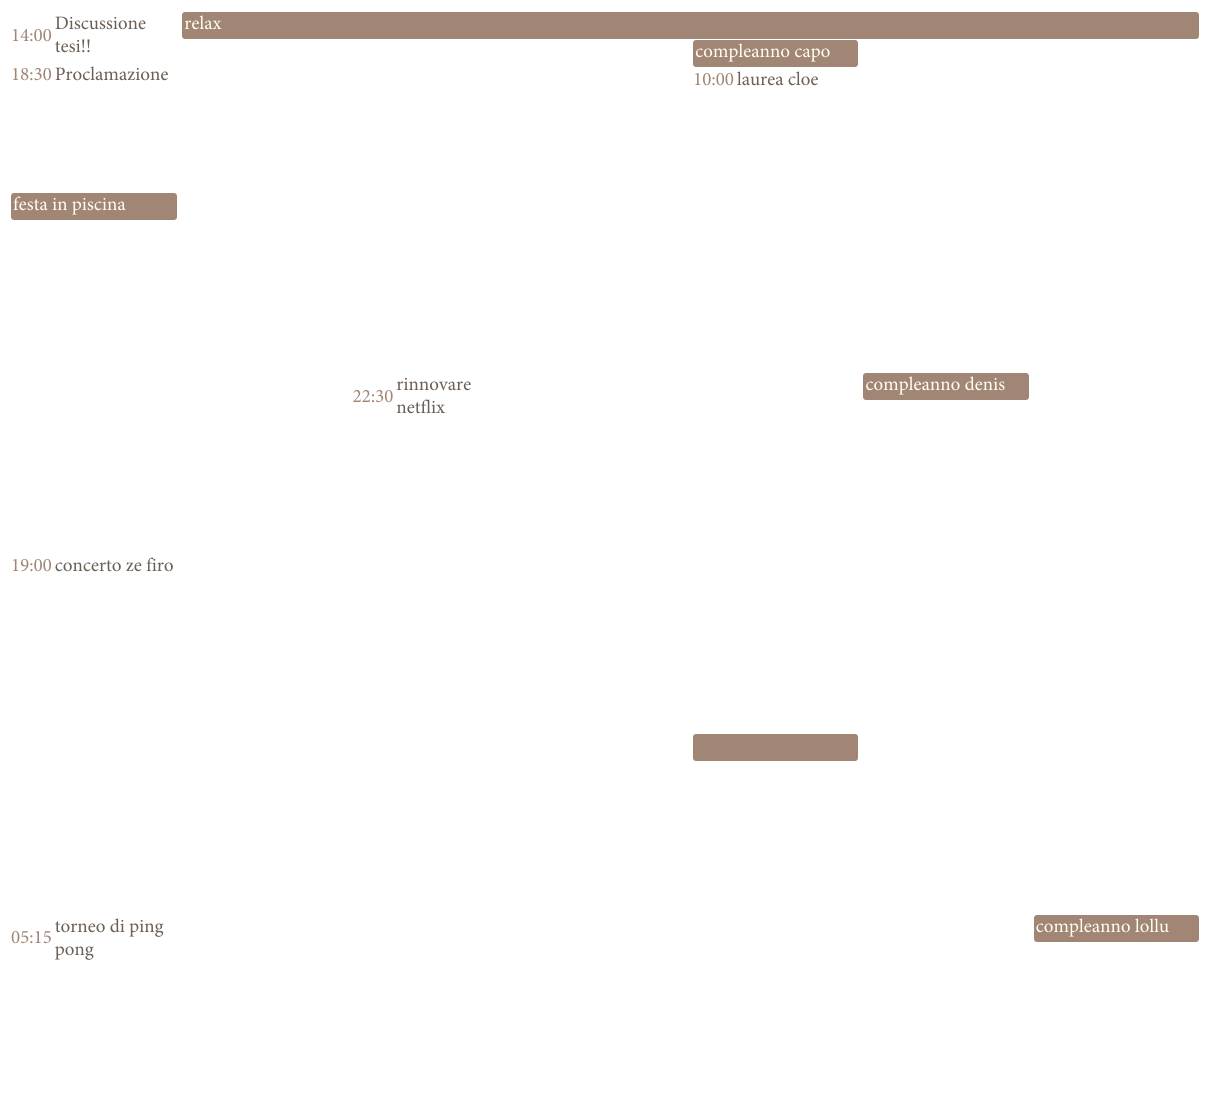 14:00 Discussione
tesi!!
relax
compleanno capo
18:30 Proclamazione
10:00 laurea cloe
festa in piscina
22:30 rinnovare
netflix
compleanno denis
19:00 concerto ze firo
05:15 torneo di ping
pong
compleanno lollu